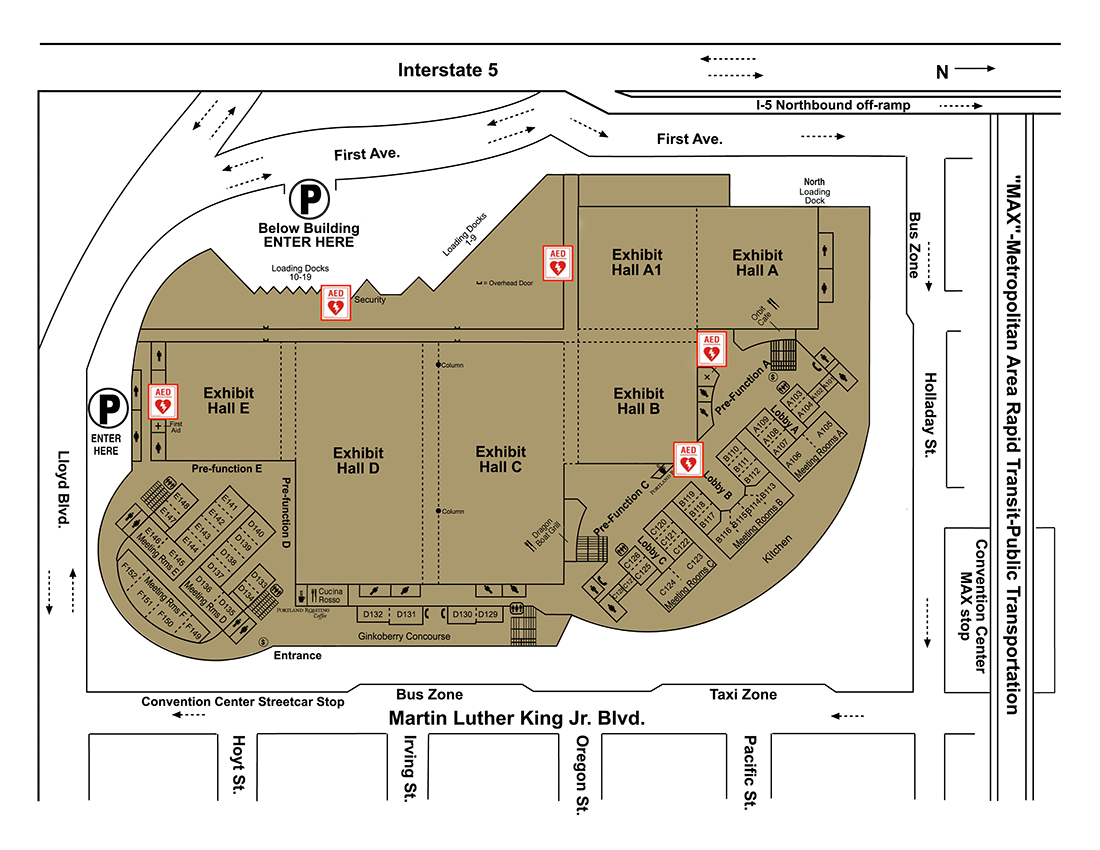 Interstate 5
N
I-5 Northbound off-ramp
First Ave.
First Ave.
"MAX"-Metropolitan Area Rapid Transit-Public Transportation
P
Below Building
ENTER HERE
North
Loading
Dock
Bus Zone
Loading Docks
1-9
Loading Docks
10-19
AED
Security
AED
= Overhead Door
Exhibit
Hall A1
Exhibit
Hall A
Orbit
Cafe
AED
Pre-Function A
$
Holladay St.
P
ENTER
HERE
AED
First
Aid
Exhibit
Hall E
Column
Exhibit
Hall B
Exhibit
Hall D
Exhibit
Hall C
Column
AED
Pre-Function C
Dragon
Boat Grill
Lloyd Blvd.
Pre-function E
Pre-function D
A101
A102
A103
A104
Lobby A
A105
A106
A107
A108
A109
Meeting Rooms A
B110
B111
B112
Lobby B
B113
B114
B115
B116
B117
B118
B119
Meeting Rooms B
Kitchen
C120
C121
C122
Lobby C
C123
C124
C125
C126
Meeting Rooms C
E148
E147
E146
E145
E144
E143
E142
E141
Meeting Rms E
D140
D139
D138
D137
D136
D135
D134
D133
Meeting Rms D
F152
F151
F150
F149
Meeting Rms F
PORTLAND ROASTING
Coffee
Cucina
Rosso
D132
D131
D130
D129
Ginkoberry Concourse
$
Entrance
Convention Center
MAX stop
Convention Center Streetcar Stop
Bus Zone
Taxi Zone
Martin Luther King Jr. Blvd.
Hoyt St.
Irving St.
Oregon St.
Pacific St.